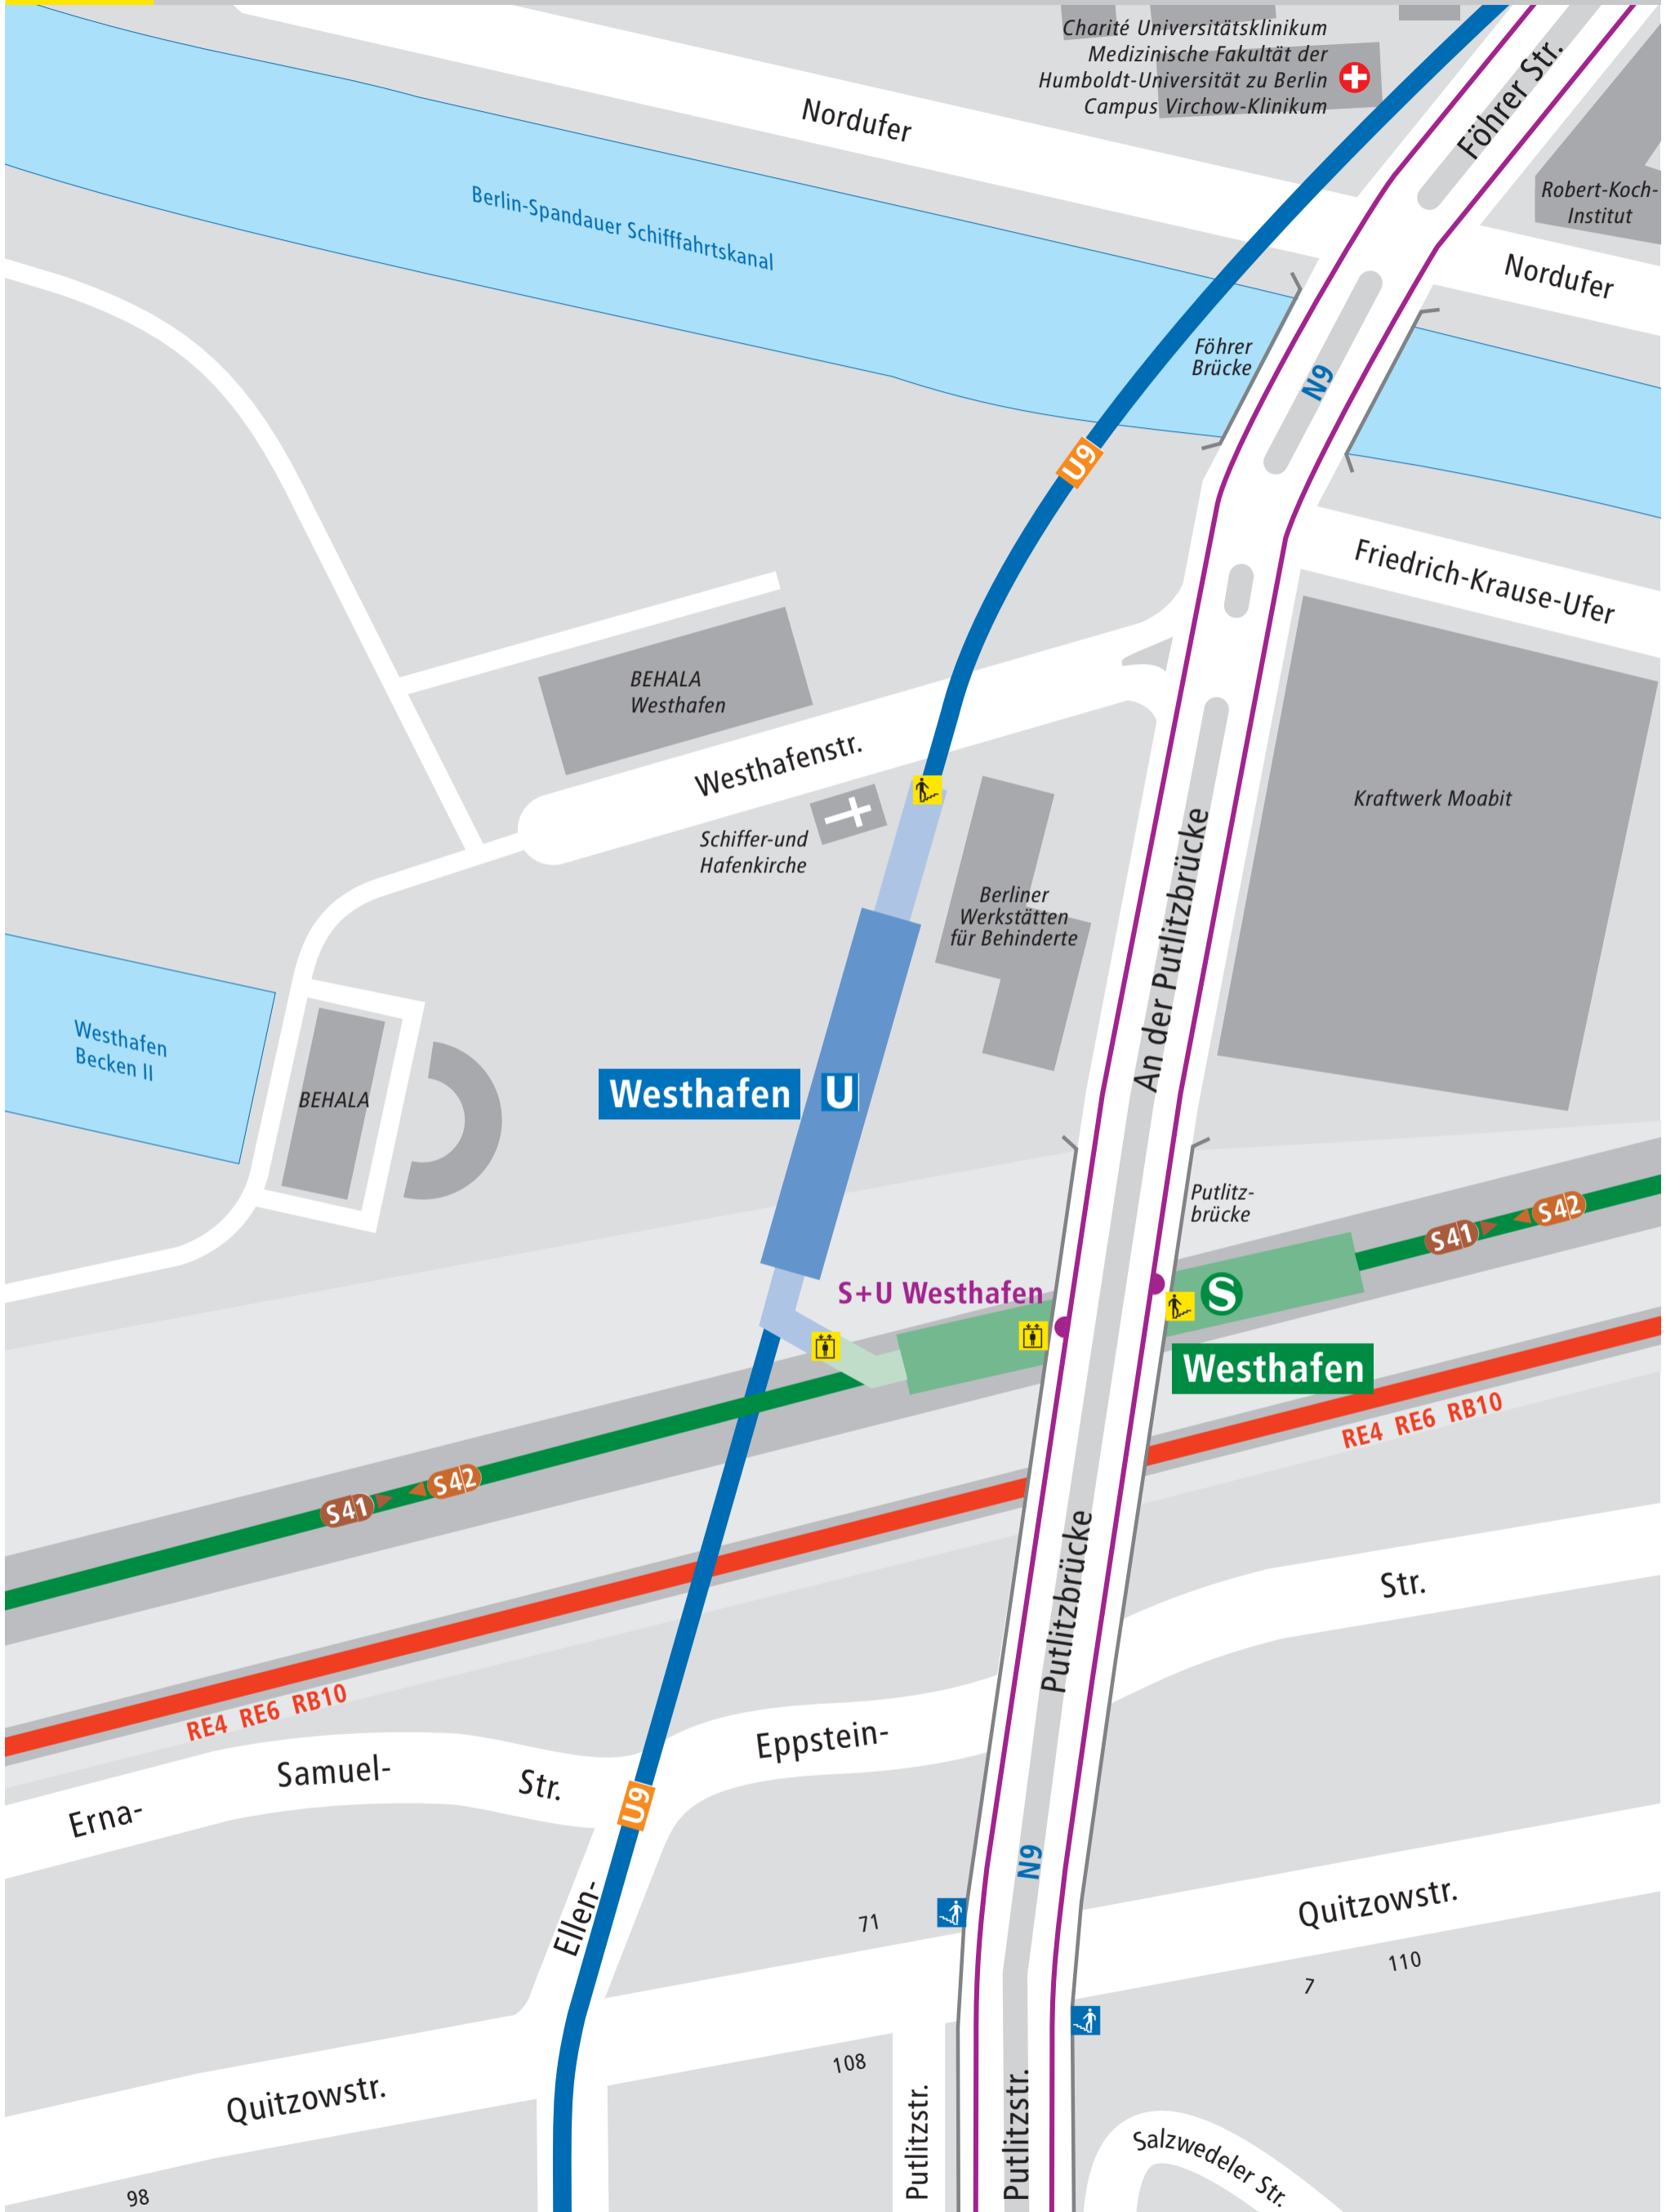 Charité Universitätsklinikum
Medizinische Fakultät der
Humboldt-Universität zu Berlin
Campus Virchow-Klinikum
Föhrer Str.
Nordufer
Robert-Koch-
Institut
Berlin-Spandauer Schifffahrtskanal
Nordufer
Föhrer
Brücke
N9
U9
Friedrich-Krause-Ufer
BEHALA
Westhafen
Westhafenstr.
Kraftwerk Moabit
Schiffer-und
Hafenkirche
Berliner
Werkstätten
für Behinderte
An der Putlitzbrücke
Westhafen
Becken II
BEHALA
Westhafen
U
Putlitz-
brücke
S41
S42
S+U Westhafen
S
Westhafen
RE4 RE6 RB10
S41
S42
Putlitzbrücke
Str.
RE4 RE6 RB10
Eppstein-
Samuel-
Str.
Erna-
U9
N9
Ellen-
71
Quitzowstr.
110
7
108
Quitzowstr.
Putlitzstr.
Putlitzstr.
Salzwedeler Str.
98